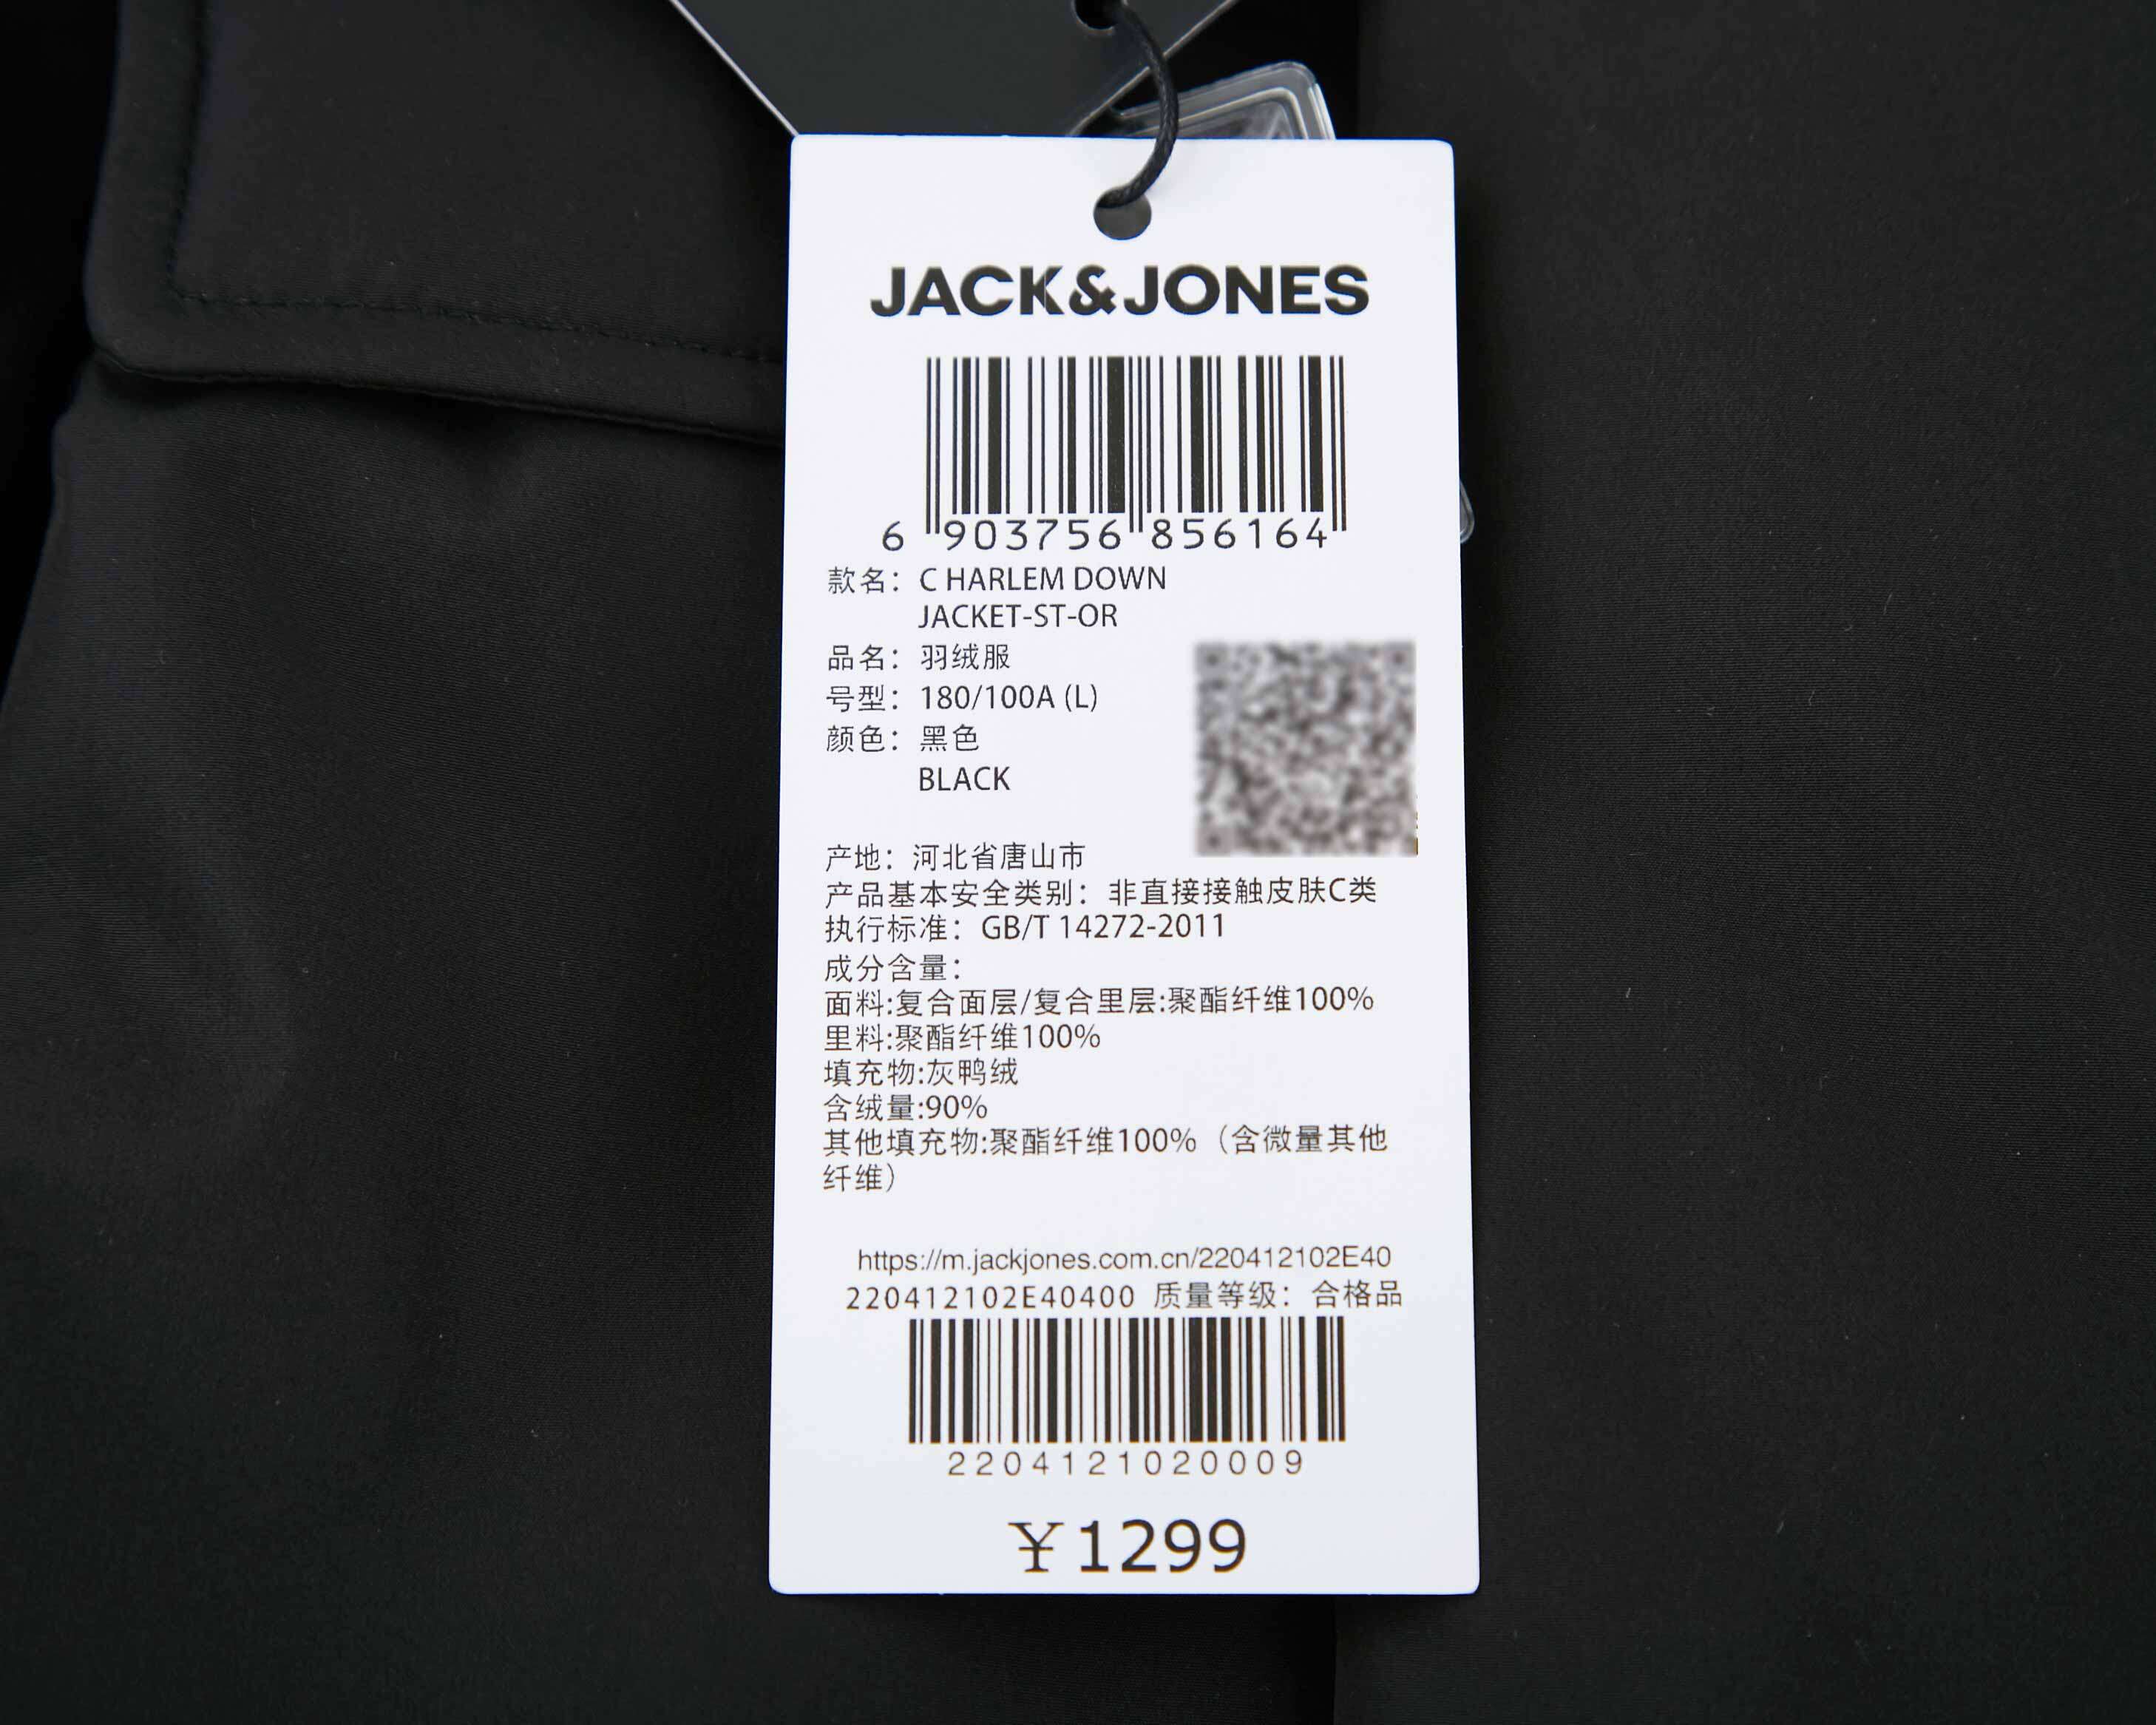 JACK&JONES
6 903756 856164
款名：C HARLEM DOWN
JACKET-ST-OR
品名：羽绒服
号型：180/100A (L)
颜色：黑色
BLACK
产地：河北省唐山市
产品基本安全类别：非直接接触皮肤C类
执行标准：GB/T 14272-2011
成分含量：
面料:复合面层/复合里层:聚酯纤维100%
里料:聚酯纤维100%
填充物:灰鸭绒
含绒量:90%
其他填充物:聚酯纤维100%（含微量其他
纤维）
https://m.jackjones.com.cn/220412102E40
220412102E40400 质量等级：合格品
2204121020009
￥1299